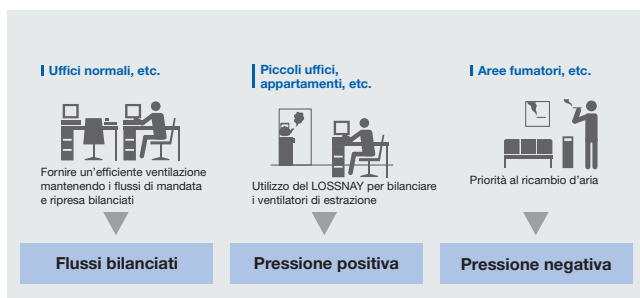 Uffici normali, etc.
Fornire un'efficiente ventilazione
mantenendo i flussi di mandata
e ripresa bilanciati
Flussi bilanciati
Piccoli uffici,
appartamenti, etc.
Utilizzo del LOSSNAY per bilanciare
i ventilatori di estrazione
Pressione positiva
Aree fumatori, etc.
Priorità al ricambio d'aria
Pressione negativa